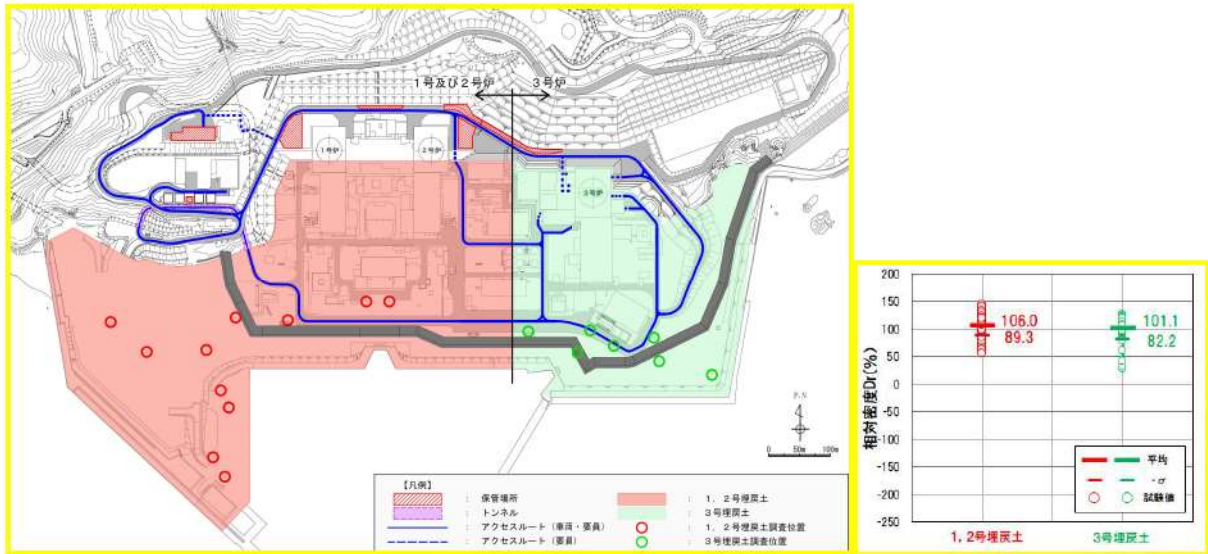 1号及び2号炉
3号炉
1号炉
2号炉
3号炉
P.N
0 50m 100m
【凡例】
: 保管場所
: トンネル
: アクセスルート（車両・要員）
: アクセスルート（要員）
: 1．2号埋戻土
: 3号埋戻土
: 1．2号埋戻土調査位置
: 3号埋戻土調査位置
相対密度Dr(%)
200
150
100
50
0
-50
-100
-150
-200
-250
106.0
89.3
101.1
82.2
平均
-σ
試験値
1,2号埋戻土
3号埋戻土